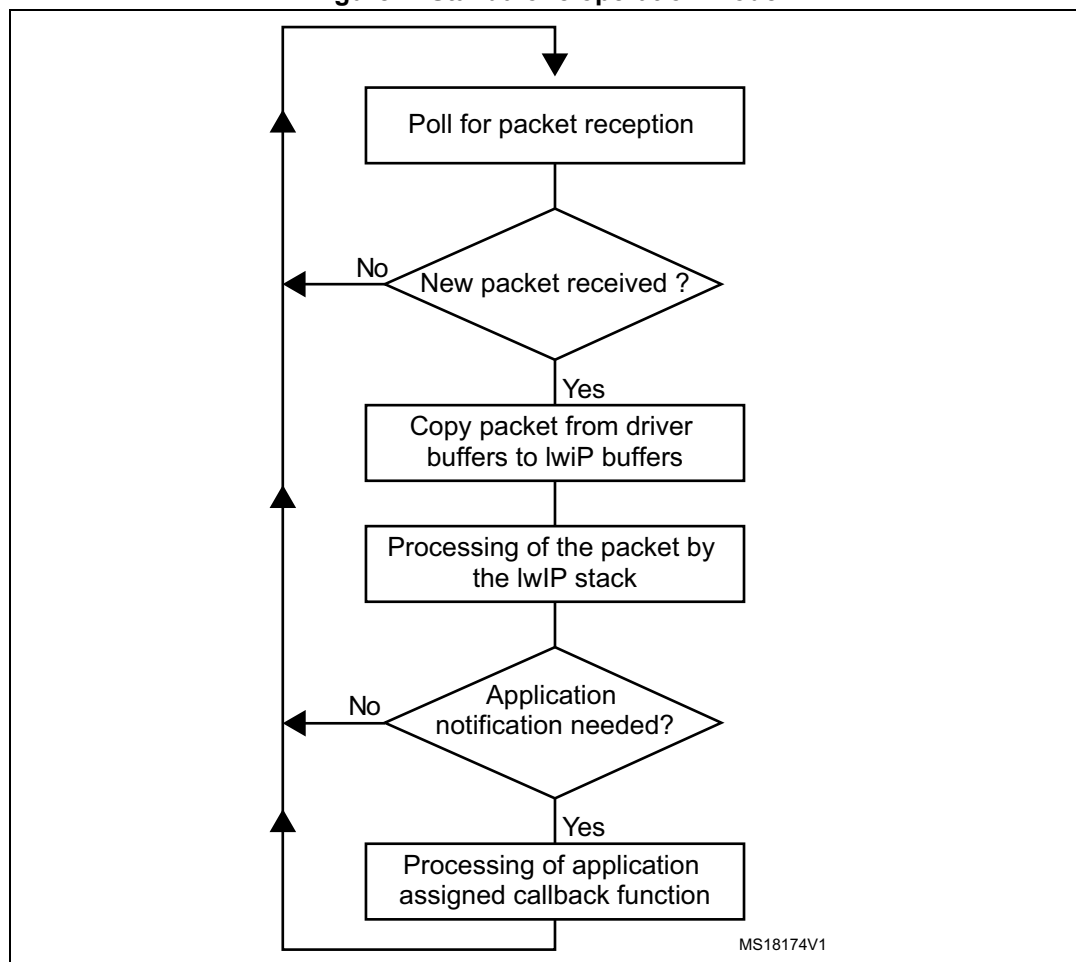 Poll for packet reception
New packet received ?
No
Yes
Copy packet from driver
buffers to lwiP buffers
Processing of the packet by
the lwIP stack
Application
notification needed?
No
Yes
Processing of application
assigned callback function
MS18174V1